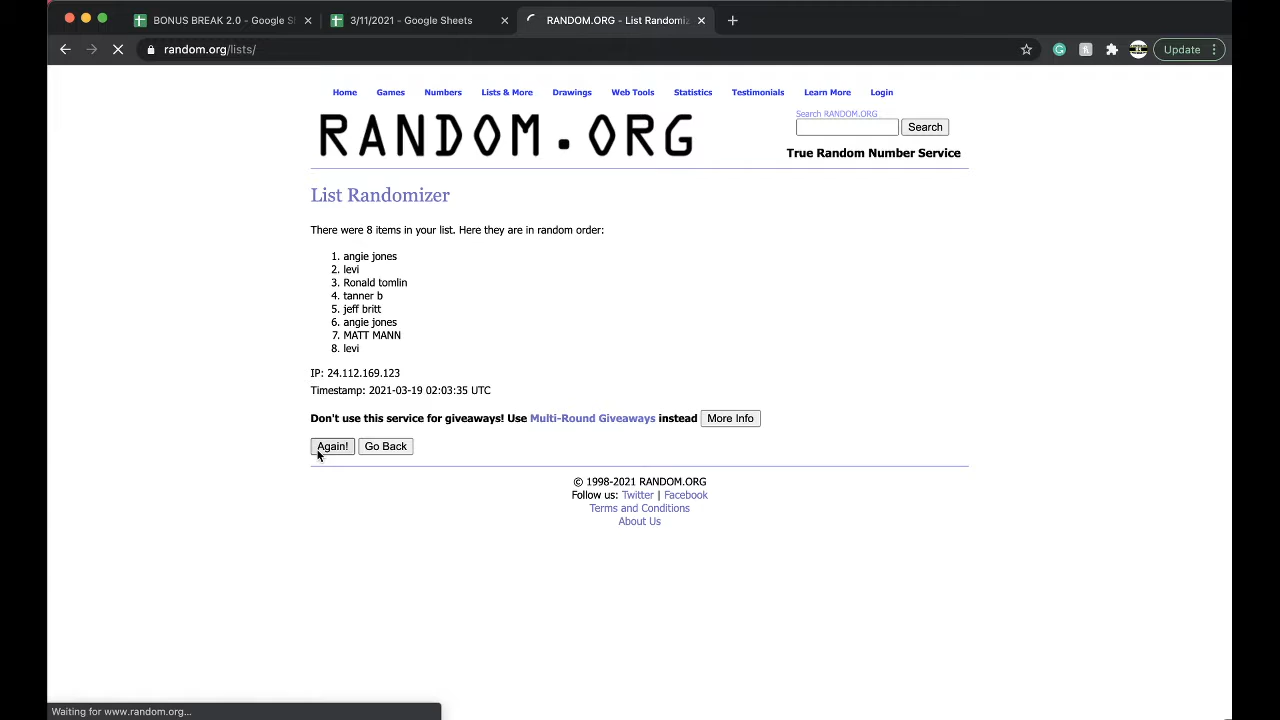 BONUS BREAK 2.0 - Google Sh
3/11/2021 - Google Sheets
RANDOM.ORG - List Randomiz
random.org/lists/
Update
Home Games Numbers Lists & More Drawings Web Tools Statistics Testimonials Learn More Login
RANDOM.ORG
Search RANDOM.ORG
Search
True Random Number Service
List Randomizer
There were 8 items in your list. Here they are in random order:
1. angie jones
2. levi
3. Ronald tomlin
4. tanner b
5. jeff britt
6. angie jones
7. MATT MANN
8. levi
IP: 24.112.169.123
Timestamp: 2021-03-19 02:03:35 UTC
Don't use this service for giveaways! Use Multi-Round Giveaways instead More Info
Again! Go Back
© 1998-2021 RANDOM.ORG
Follow us: Twitter | Facebook
Terms and Conditions
About Us
Waiting for www.random.org...